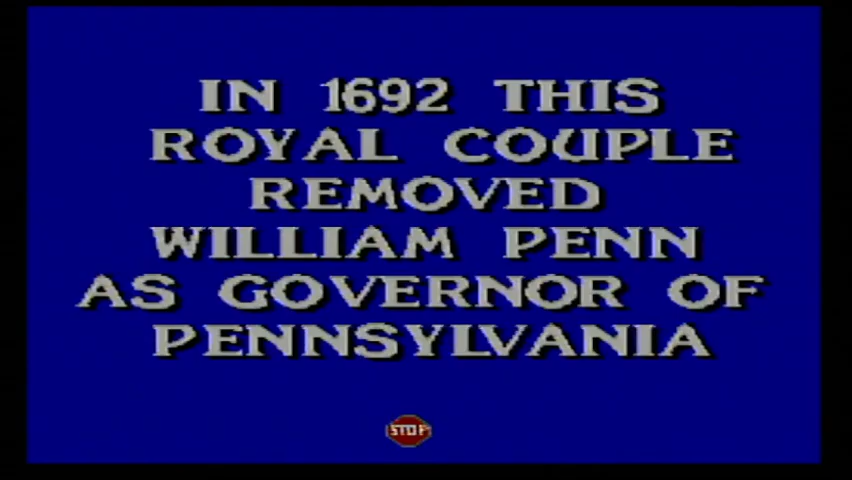 IN 1692 THIS
ROYAL COUPLE
REMOVED
WILLIAM PENN
AS GOVERNOR OF
PENNSYLVANIA
STOP